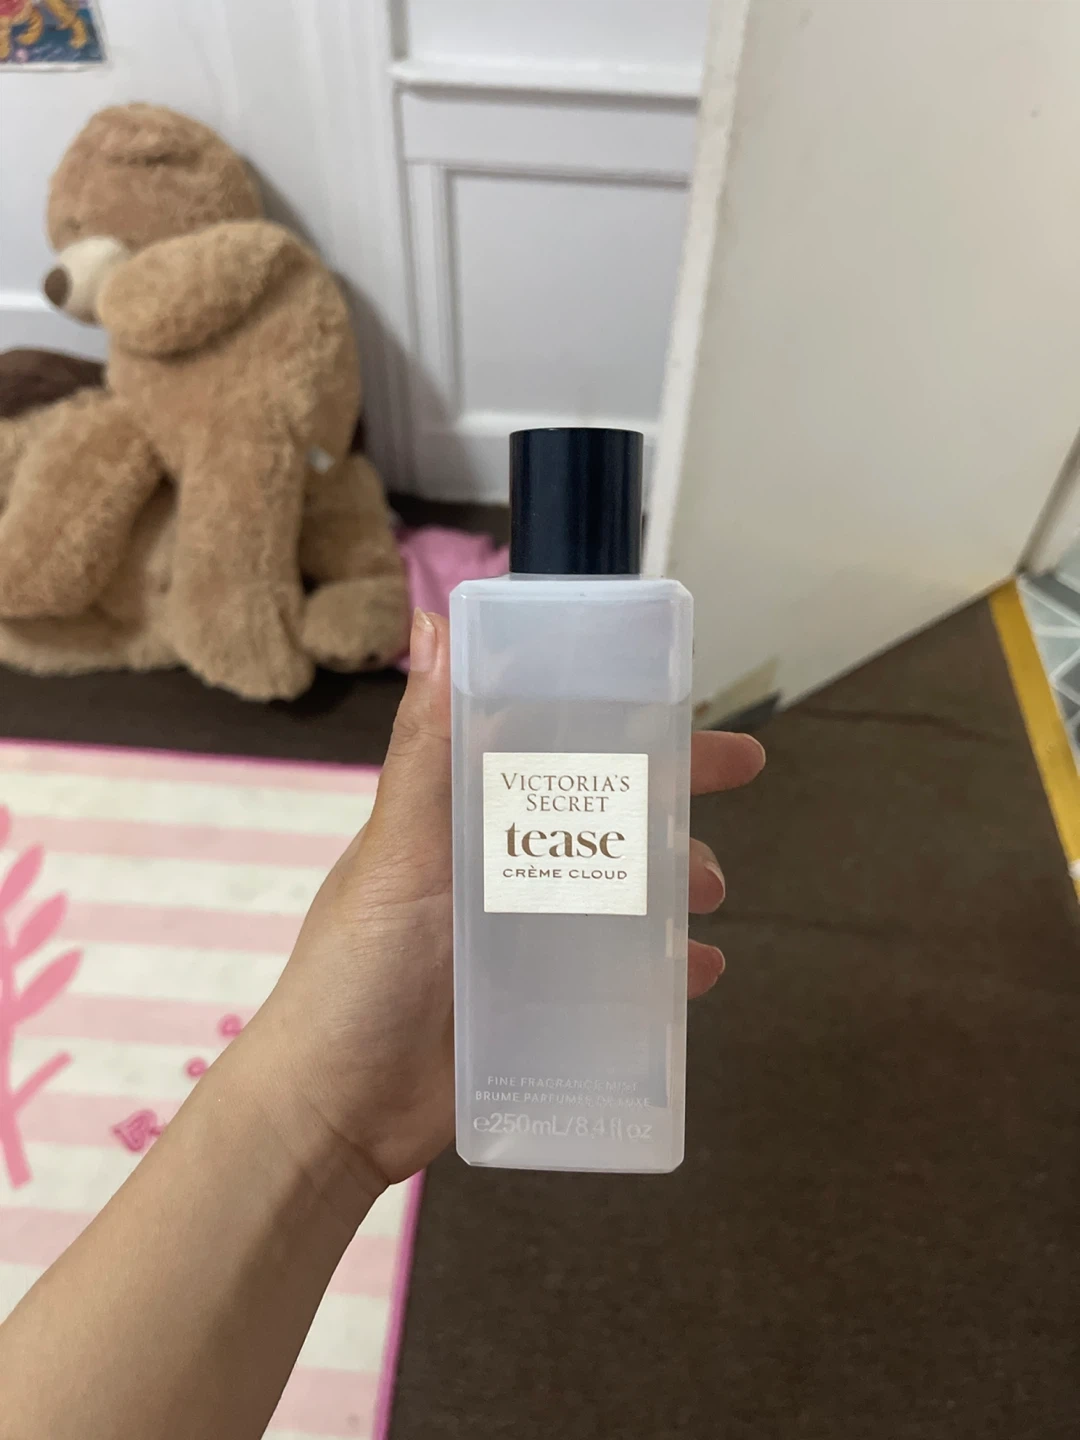 VICTORIA'S
SECRET
tease
CRÈME CLOUD
FINE FRAGRANCE MIST
BRUME PARFUMÉE DE LUXE
e250mL/8.4 fl oz